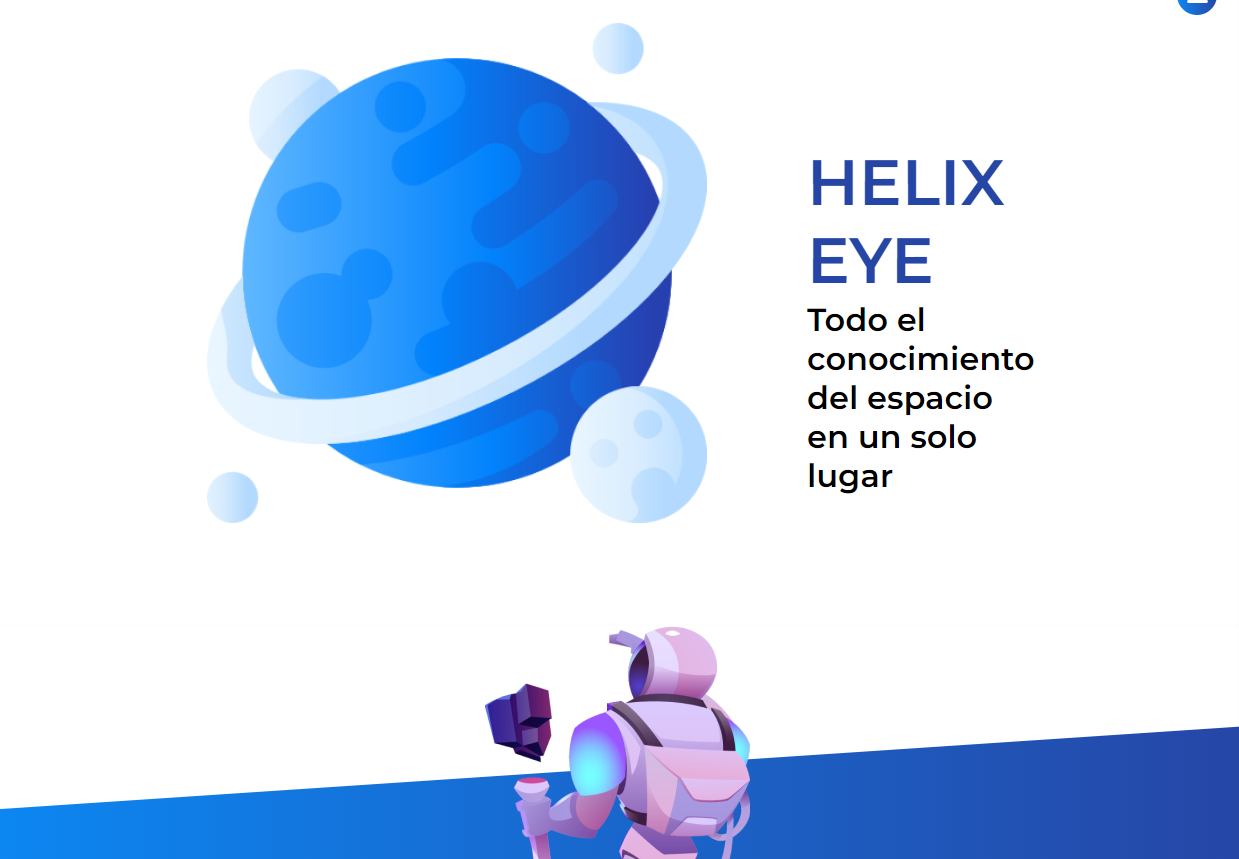 HELIX
EYE
Todo el
conocimiento
del espacio
en un solo
lugar